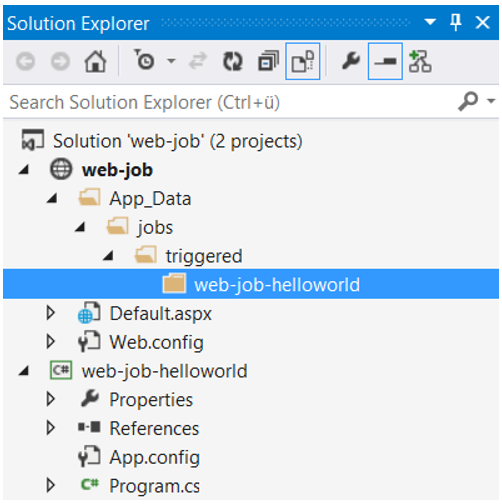 Solution Explorer
Search Solution Explorer (Ctrl+ü)
Solution 'web-job' (2 projects)
web-job
App_Data
jobs
triggered
web-job-helloworld
Default.aspx
Web.config
C# web-job-helloworld
Properties
References
App.config
C# Program.cs